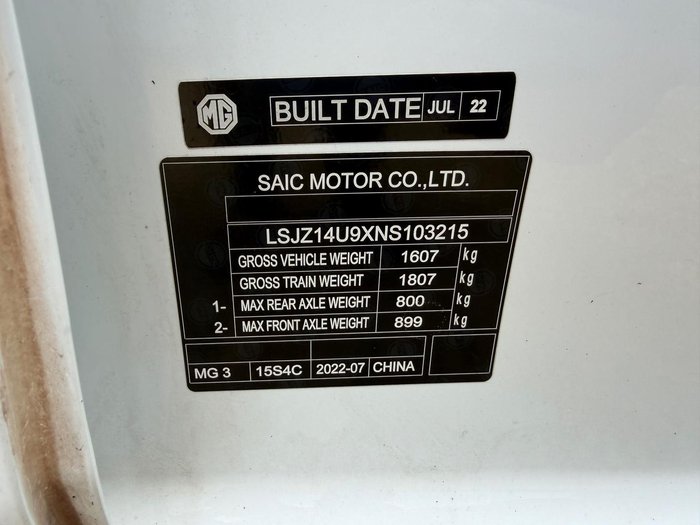 MG BUILT DATE JUL 22
SAIC MOTOR CO.,LTD.
LSJZ14U9XNS103215
GROSS VEHICLE WEIGHT 1607 kg
GROSS TRAIN WEIGHT 1807 kg
1- MAX REAR AXLE WEIGHT 800 kg
2- MAX FRONT AXLE WEIGHT 899 kg
MG 3 15S4C 2022-07 CHINA